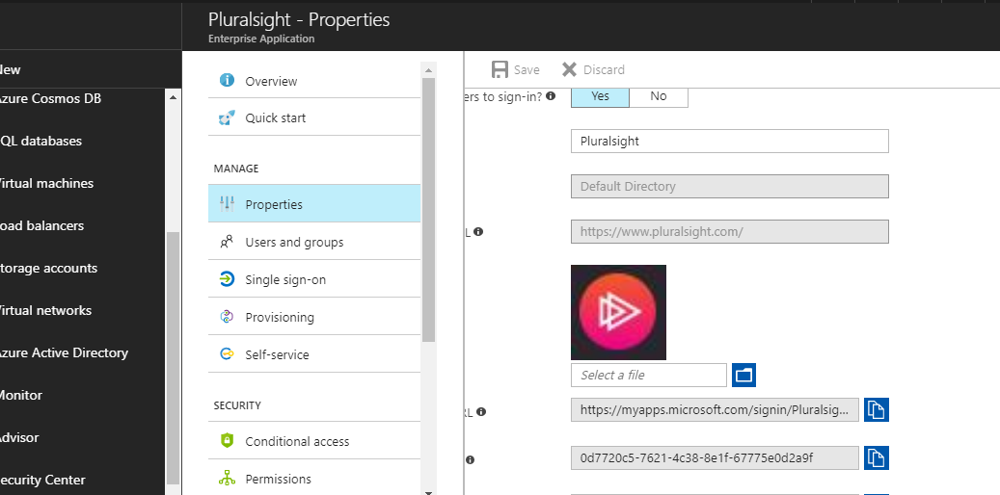 Pluralsight - Properties
Enterprise Application
New
Azure Cosmos DB
QL databases
Virtual machines
oad balancers
torage accounts
Virtual networks
Azure Active Directory
Monitor
Advisor
ecurity Center
Overview
Quick start
MANAGE
Properties
Users and groups
Single sign-on
Provisioning
Self-service
SECURITY
Conditional access
Permissions
Save Discard
ers to sign-in? Yes No
Pluralsight
Default Directory
L https://www.pluralsight.com/
Select a file
RL https://myapps.microsoft.com/signin/Pluralsig...
0d7720c5-7621-4c38-8e1f-67775e0d2a9f